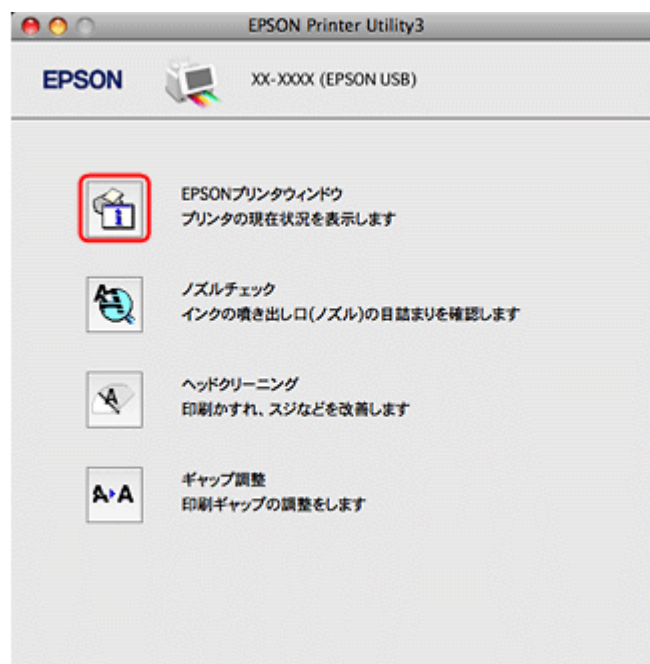 EPSON Printer Utility3
EPSON
XX-XXXX (EPSON USB)
EPSONプリンタウィンドウ
プリンタの現在状況を表示します
ノズルチェック
インクの噴き出し口(ノズル)の目詰まりを確認します
ヘッドクリーニング
印刷かすれ、スジなどを改善します
ギャップ調整
印刷ギャップの調整をします